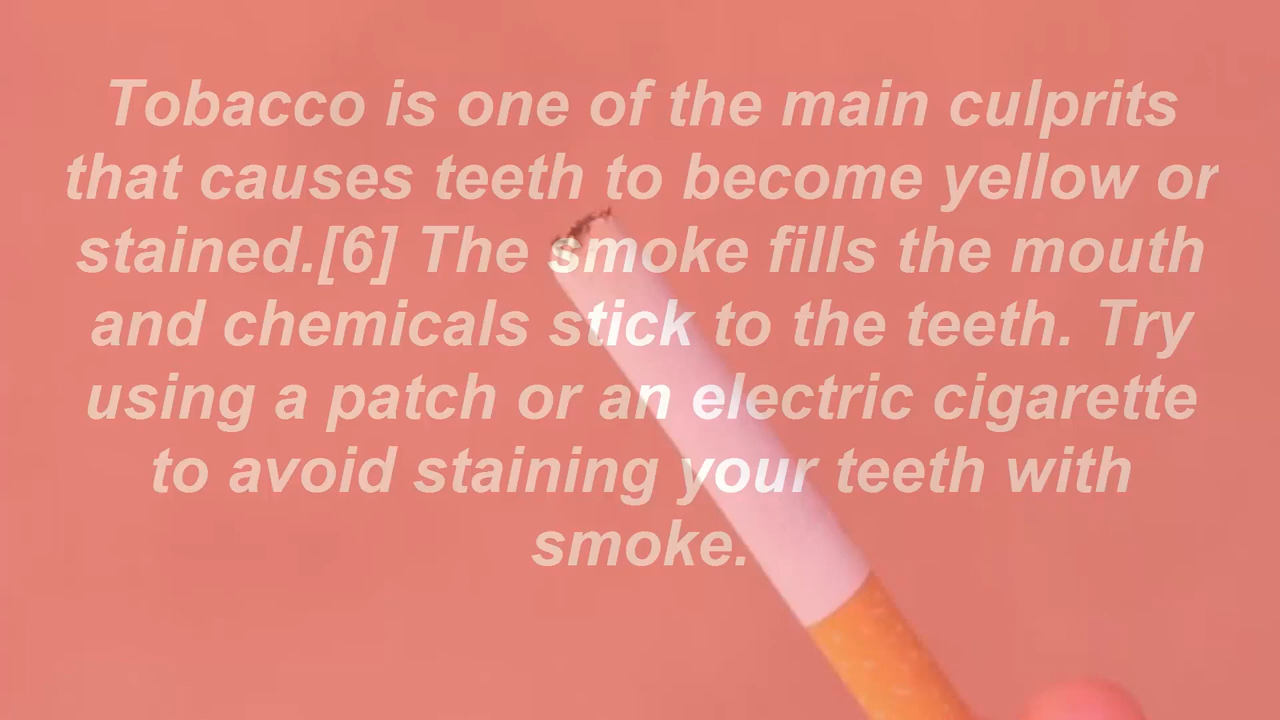 Tobacco is one of the main culprits
that causes teeth to become yellow or
stained.[6] The smoke fills the mouth
and chemicals stick to the teeth. Try
using a patch or an electric cigarette
to avoid staining your teeth with
smoke.